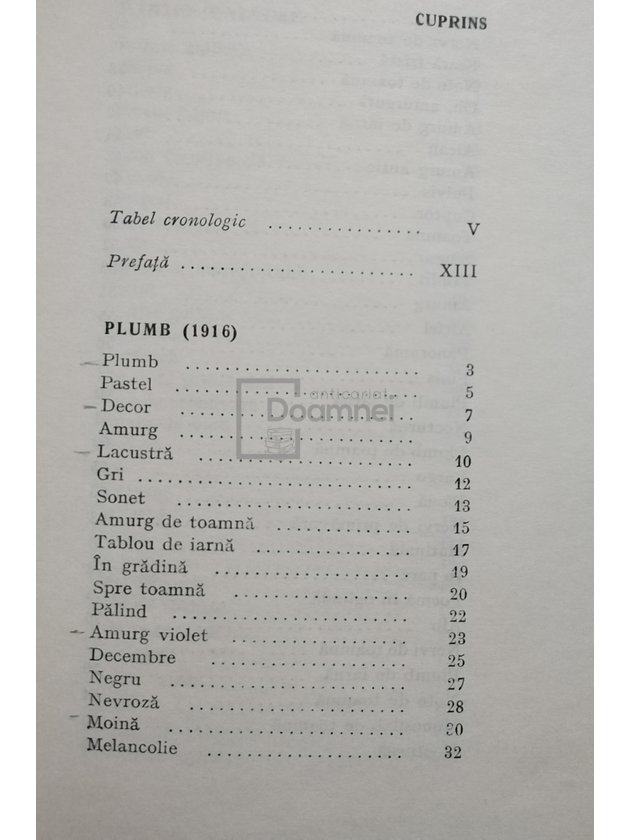 CUPRINS
Tabel cronologic .................. V
Prefață .................. XIII
PLUMB (1916)
Plumb .................. 3
Pastel .................. 5
anticariat
Decor .................. 7
Doamnei
Amurg .................. 9
Lacustră .................. 10
Gri .................. 12
Sonet .................. 13
Amurg de toamnă .................. 15
Tablou de iarnă .................. 17
În grădină .................. 19
Spre toamnă .................. 20
Pălind .................. 22
Amurg violet .................. 23
Decembre .................. 25
Negru .................. 27
Nevroză .................. 28
Moină .................. 30
Melancolie .................. 32